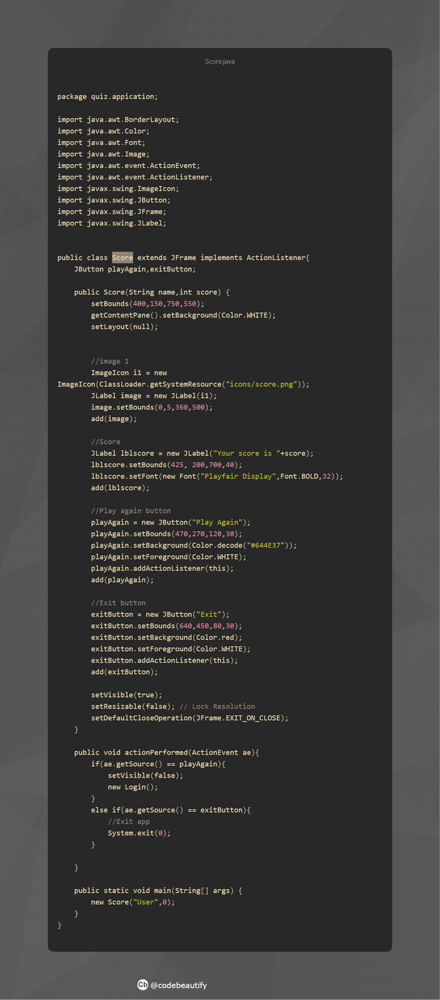 Score.java
package quiz.appication;
import java.awt.BorderLayout;
import java.awt.Color;
import java.awt.Font;
import java.awt.Image;
import java.awt.event.ActionEvent;
import java.awt.event.ActionListener;
import javax.swing.ImageIcon;
import javax.swing.JButton;
import javax.swing.JFrame;
import javax.swing.JLabel;
public class Score extends JFrame implements ActionListener{
    JButton playAgain,exitButton;
    public Score(String name,int score) {
        setBounds(400,150,750,550);
        getContentPane().setBackground(Color.WHITE);
        setLayout(null);
        //image 1
        ImageIcon i1 = new
ImageIcon(ClassLoader.getSystemResource("icons/score.png"));
        JLabel image = new JLabel(i1);
        image.setBounds(0,5,360,500);
        add(image);
        //Score
        JLabel lblscore = new JLabel("Your score is "+score);
        lblscore.setBounds(425, 200,700,40);
        lblscore.setFont(new Font("Playfair Display",Font.BOLD,32));
        add(lblscore);
        //Play again button
        playAgain = new JButton("Play Again");
        playAgain.setBounds(470,270,120,30);
        playAgain.setBackground(Color.decode("#644E37"));
        playAgain.setForeground(Color.WHITE);
        playAgain.addActionListener(this);
        add(playAgain);
        //Exit button
        exitButton = new JButton("Exit");
        exitButton.setBounds(640,450,80,30);
        exitButton.setBackground(Color.red);
        exitButton.setForeground(Color.WHITE);
        exitButton.addActionListener(this);
        add(exitButton);
        setVisible(true);
        setResizable(false); // Lock Resolution
        setDefaultCloseOperation(JFrame.EXIT_ON_CLOSE);
    }
    public void actionPerformed(ActionEvent ae){
        if(ae.getSource() == playAgain){
            setVisible(false);
            new Login();
        }
        else if(ae.getSource() == exitButton){
            //Exit app
            System.exit(0);
        }
    }
    public static void main(String[] args) {
        new Score("User",0);
    }
}
Cb @codebeautify